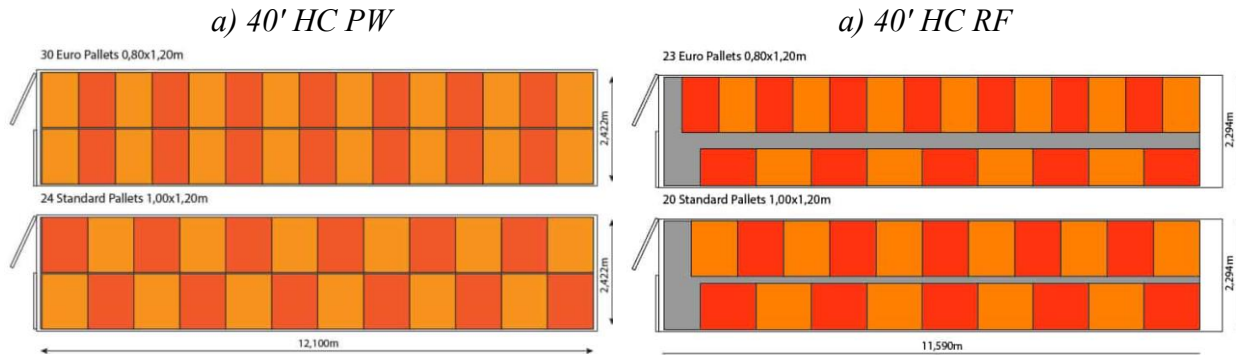 a) 40' HC PW
30 Euro Pallets 0,80x1,20m
2,422m
24 Standard Pallets 1,00x1,20m
2,422m
12,100m
a) 40' HC RF
23 Euro Pallets 0,80x1,20m
2,294m
20 Standard Pallets 1,00x1,20m
2,294m
11,590m